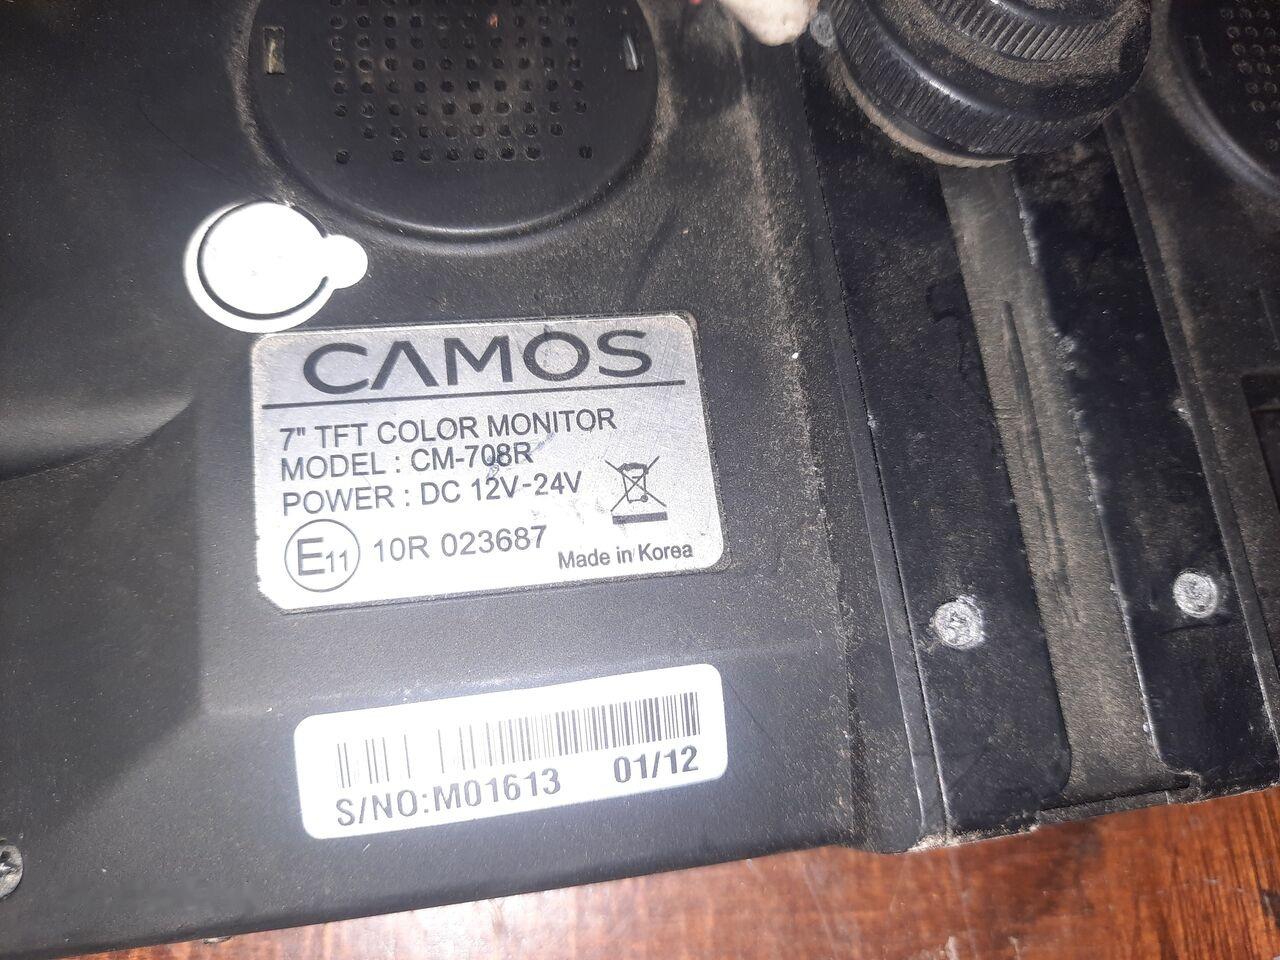 CAMOS
7" TFT COLOR MONITOR
MODEL : CM-708R
POWER : DC 12V-24V
E11 10R 023687
Made in Korea
S/NO:M01613 01/12